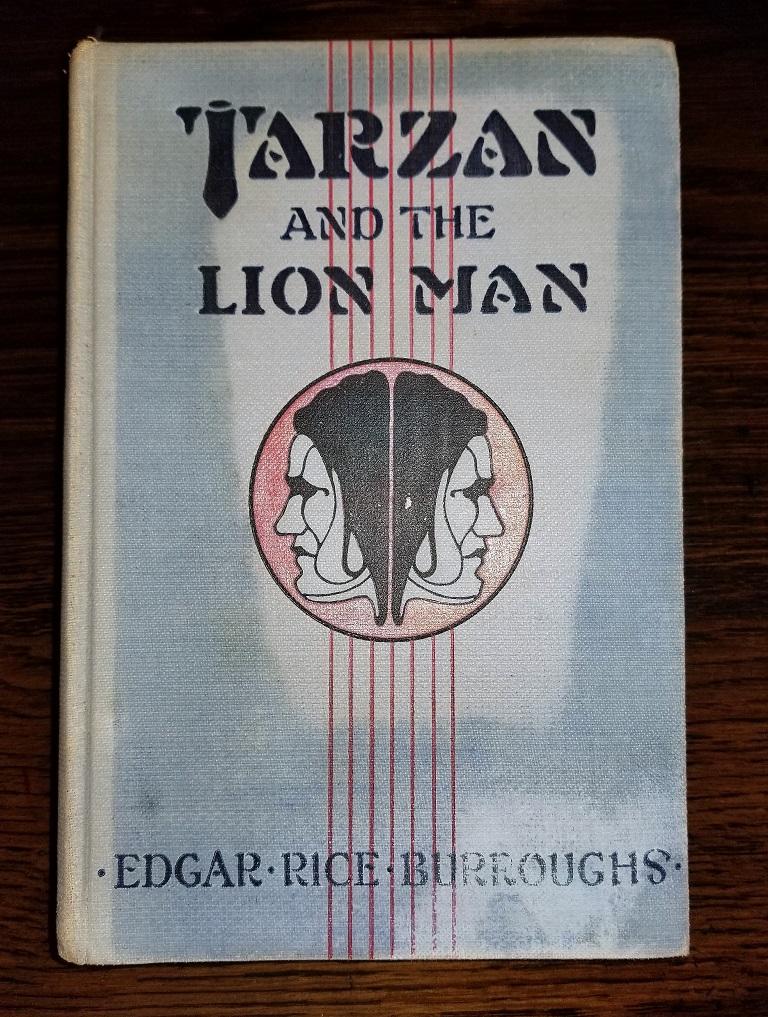 TARZAN
AND THE
LION MAN
·EDGAR·RICE·BURROUGHS·